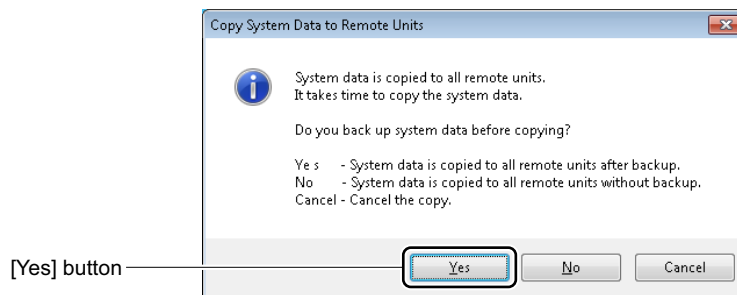 Copy System Data to Remote Units
System data is copied to all remote units.
It takes time to copy the system data.
Do you back up system data before copying?
Ye s - System data is copied to all remote units after backup.
No - System data is copied to all remote units without backup.
Cancel - Cancel the copy.
[Yes] button
Yes No Cancel